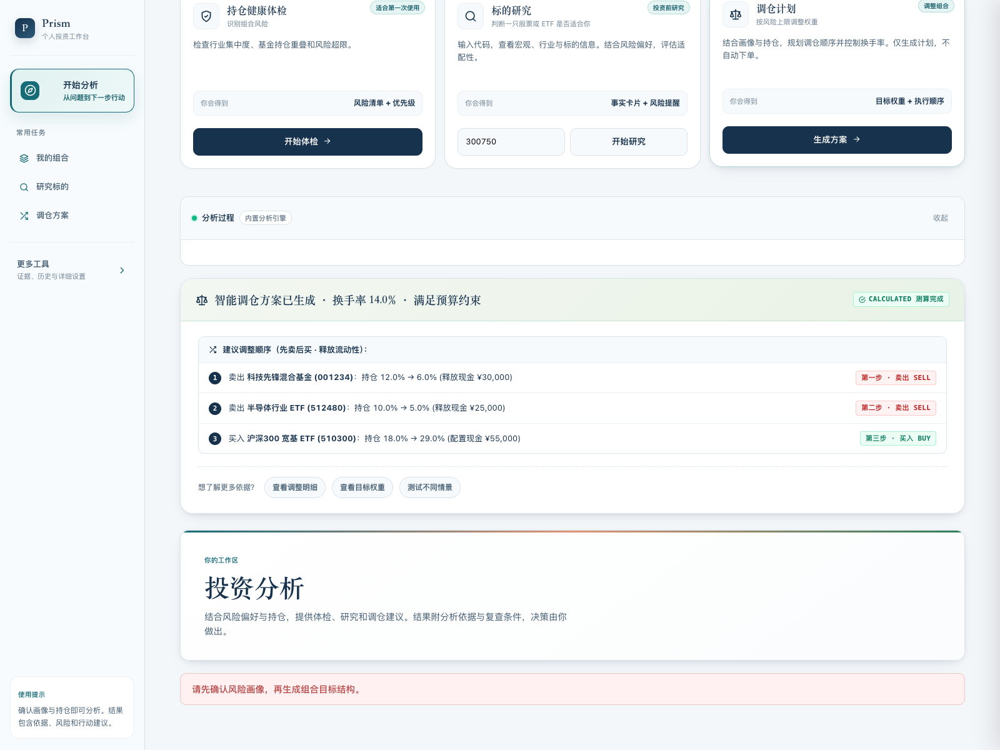 P
Prism
个人投资工作台
开始分析
从问题到下一步行动
常用任务
我的组合
研究标的
调仓方案
更多工具
证据、历史与详细设置
使用提示
确认画像与持仓即可分析。结果
包含依据、风险和行动建议。
持仓健康体检
适合第一次使用
识别组合风险
检查行业集中度、基金持仓重叠和风险超限。
你会得到
风险清单 + 优先级
开始体检 →
标的研究
投资前研究
判断一只股票或 ETF 是否适合你
输入代码，查看宏观、行业与标的信息。结合风险偏好，评估适
配性。
你会得到
事实卡片 + 风险提醒
300750
开始研究
调仓计划
调整组合
按风险上限调整权重
结合画像与持仓，规划调仓顺序并控制换手率。仅生成计划，不
自动下单。
你会得到
目标权重 + 执行顺序
生成方案 →
分析过程
内置分析引擎
收起
智能调仓方案已生成 · 换手率 14.0% · 满足预算约束
CALCULATED 测算完成
建议调整顺序（先卖后买 · 释放流动性）：
1 卖出 科技先锋混合基金 (001234)：持仓 12.0% → 6.0% (释放现金 ¥30,000)
第一步 · 卖出 SELL
2 卖出 半导体行业 ETF (512480)：持仓 10.0% → 5.0% (释放现金 ¥25,000)
第二步 · 卖出 SELL
3 买入 沪深300 宽基 ETF (510300)：持仓 18.0% → 29.0% (配置现金 ¥55,000)
第三步 · 买入 BUY
想了解更多依据?
查看调整明细
查看目标权重
测试不同情景
你的工作区
投资分析
结合风险偏好与持仓，提供体检、研究和调仓建议。结果附分析依据与复查条件，决策由你
做出。
请先确认风险画像，再生成组合目标结构。